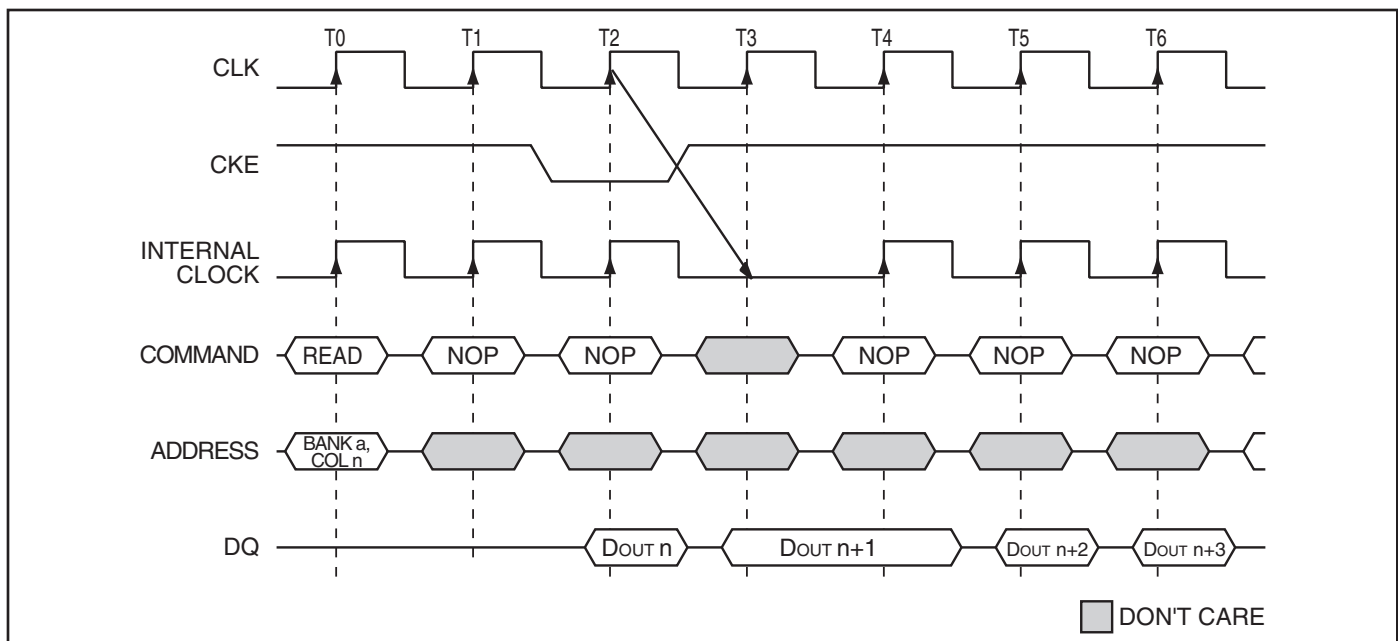 T0 T1 T2 T3 T4 T5 T6
CLK
CKE
INTERNAL
CLOCK
COMMAND READ NOP NOP NOP NOP NOP
ADDRESS BANK a,
COL n
DQ DOUT n DOUT n+1 DOUT n+2 DOUT n+3
DON'T CARE